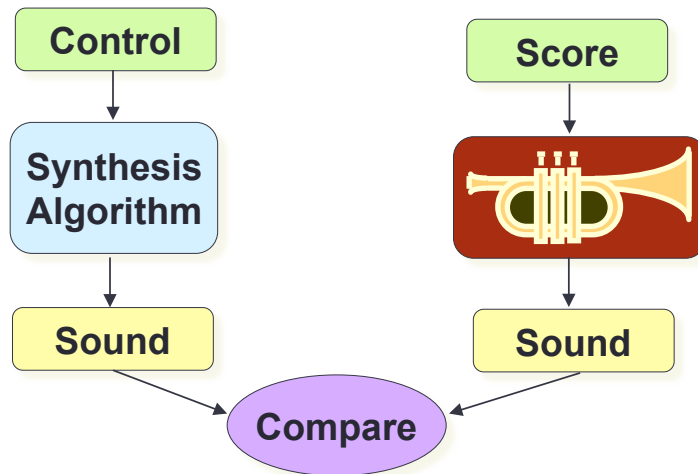 Control
Score
Synthesis
Algorithm
Sound
Sound
Compare